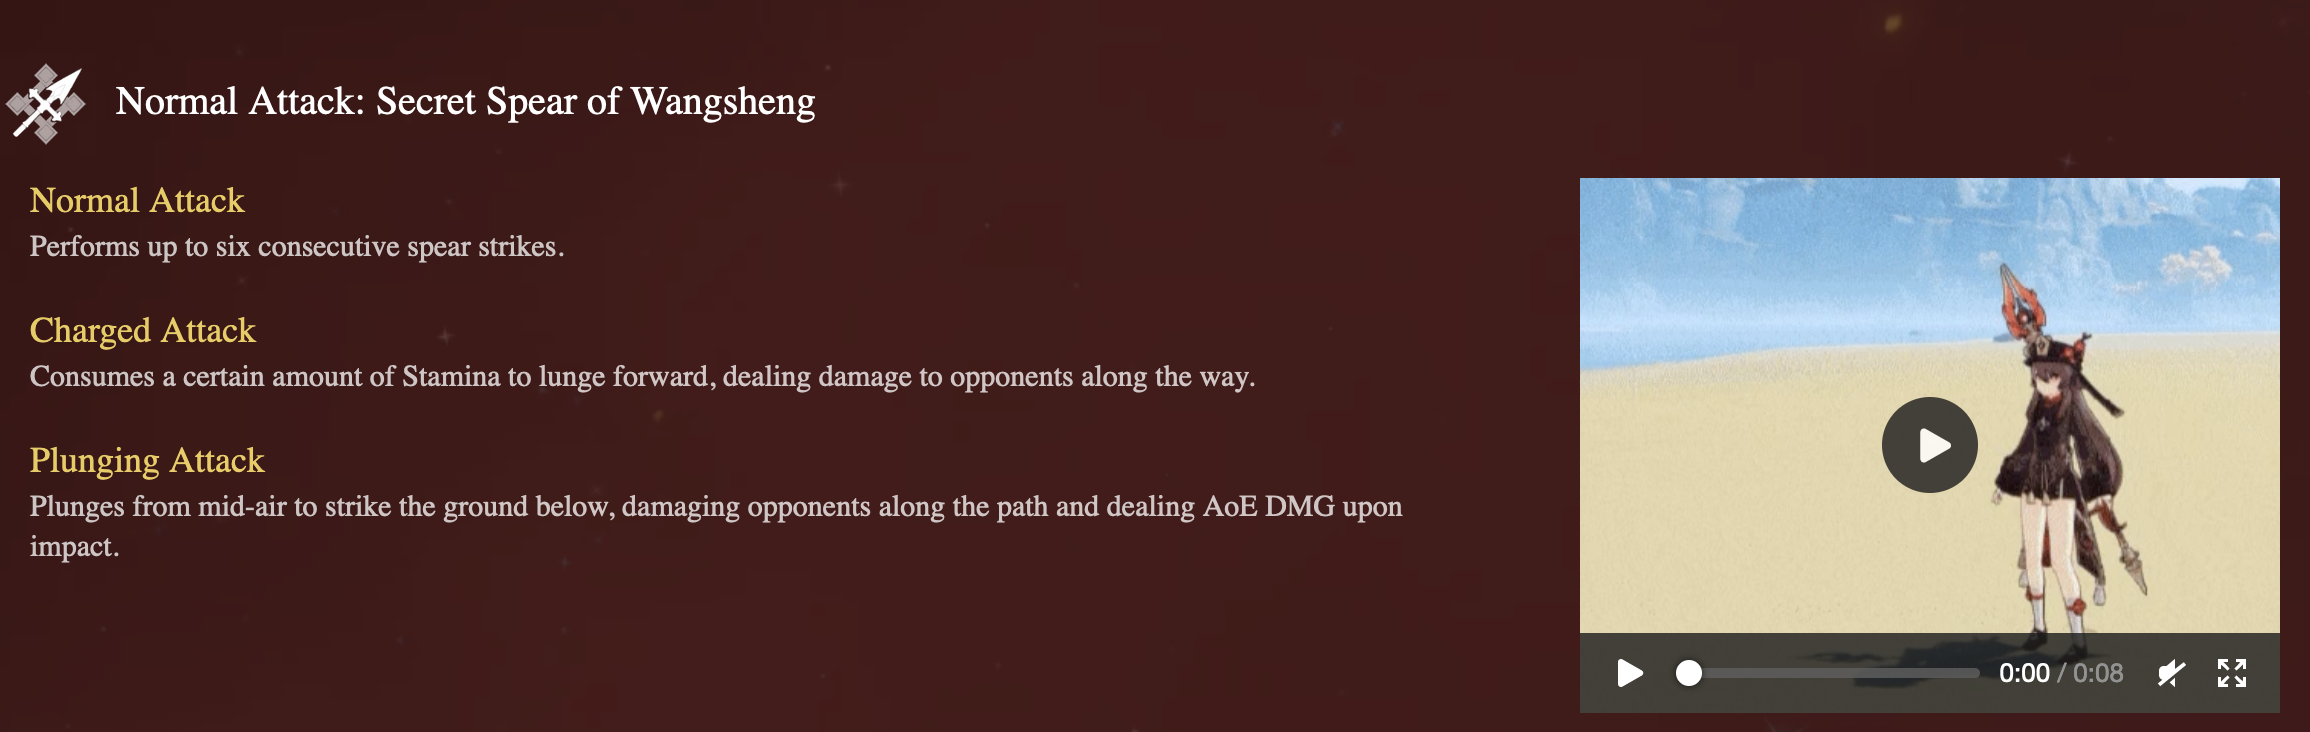 Normal Attack: Secret Spear of Wangsheng
Normal Attack
Performs up to six consecutive spear strikes.
Charged Attack
Consumes a certain amount of Stamina to lunge forward, dealing damage to opponents along the way.
Plunging Attack
Plunges from mid-air to strike the ground below, damaging opponents along the path and dealing AoE DMG upon
impact.
0:00 / 0:08